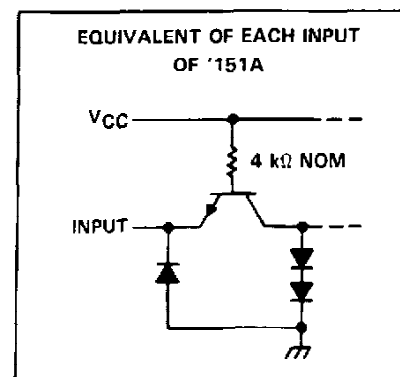 EQUIVALENT OF EACH INPUT
OF '151A
VCC
4 kΩ NOM
INPUT